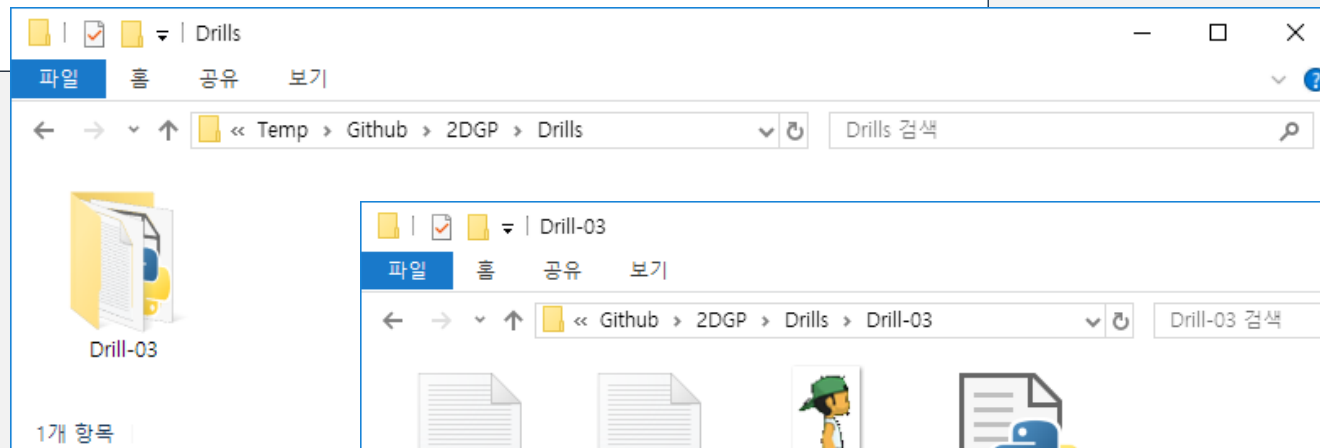 Drills
파일 홈 공유 보기
« Temp > Github > 2DGP > Drills
Drills 검색
Drill-03
1개 항목
Drill-03
파일 홈 공유 보기
« Github > 2DGP > Drills > Drill-03
Drill-03 검색